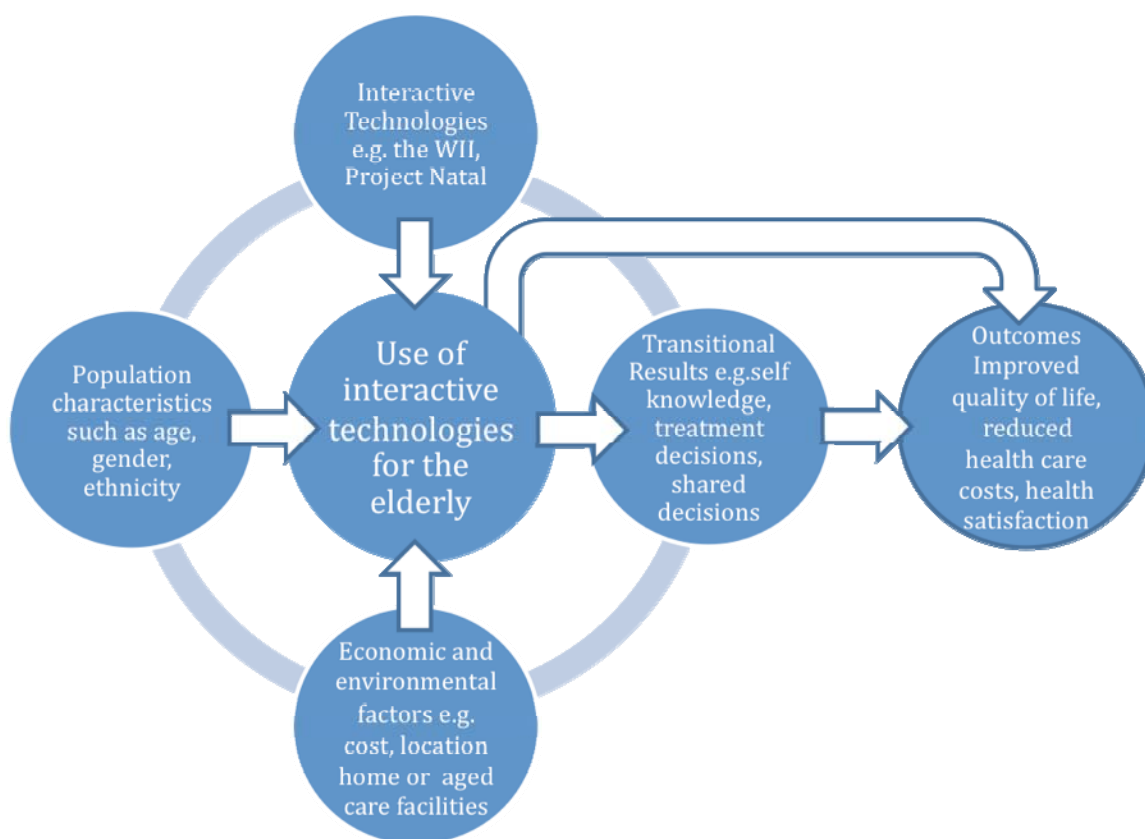 Interactive
Technologies
e.g. the WII,
Project Natal
Population
characteristics
such as age,
gender,
ethnicity
Use of
interactive
technologies
for the
elderly
Transitional
Results e.g.self
knowledge,
treatment
decisions,
shared
decisions
Outcomes
Improved
quality of life,
reduced
health care
costs, health
satisfaction
Economic and
environmental
factors e.g.
cost, location
home or aged
care facilities